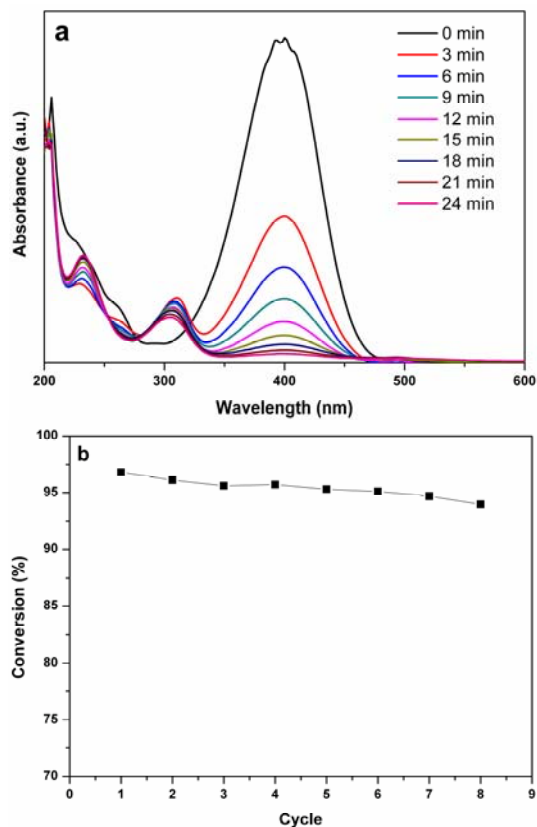 a
0 min
3 min
6 min
9 min
12 min
15 min
18 min
21 min
24 min
Absorbance (a.u.)
200 300 400 500 600
Wavelength (nm)
b
100
95
90
85
80
75
70
Conversion (%)
0 1 2 3 4 5 6 7 8 9
Cycle